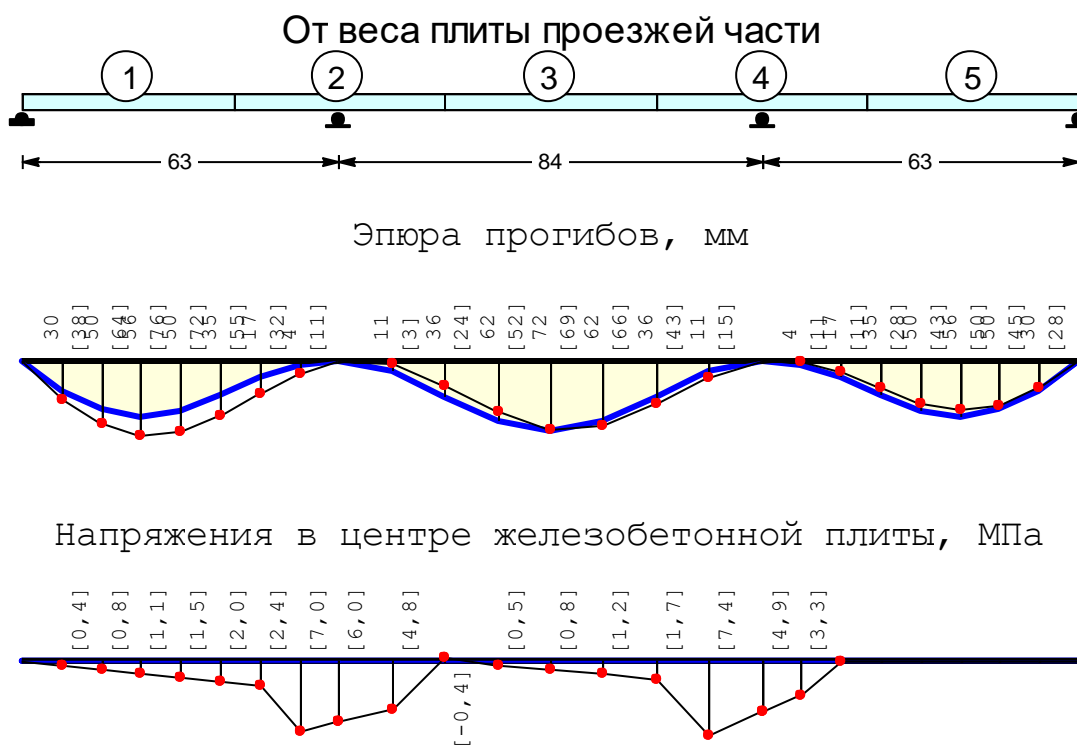 От веса плиты проезжей части
1 2 3 4 5
63 84 63
Эпюра прогибов, мм
30 [38] 50 [64] 56 [76] 50 [72] 35 [55] 17 [32] 4 [11] 11 [3] 36 [24] 62 [52] 72 [69] 62 [66] 36 [43] 11 [15] 4 [1] 17 [11] 35 [28] 50 [43] 56 [50] 50 [45] 30 [28]
Напряжения в центре железобетонной плиты, МПа
[0,4] [0,8] [1,1] [1,5] [2,0] [2,4] [7,0] [6,0] [4,8] [0,5] [0,8] [1,2] [1,7] [7,4] [4,9] [3,3]
[-0,4]